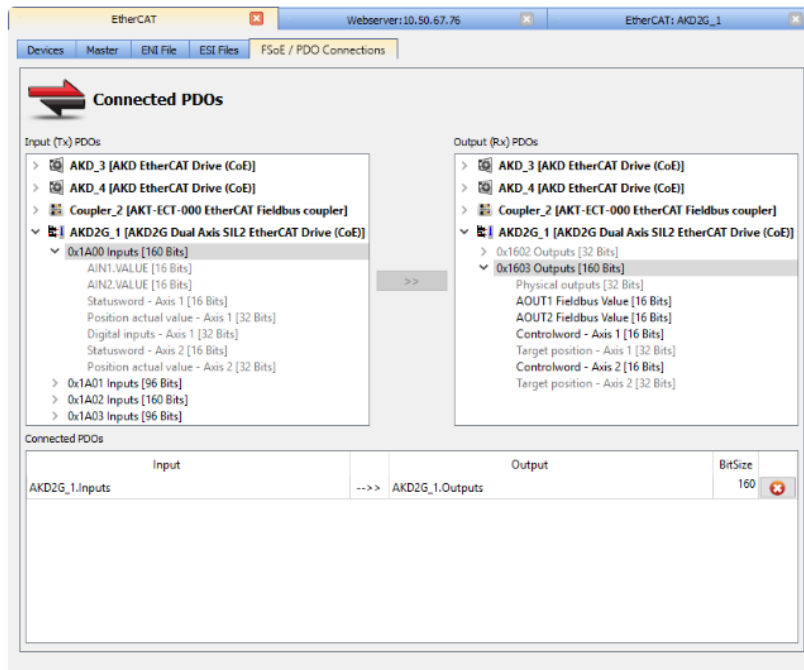 EtherCAT
Webserver:10.50.67.76
EtherCAT: AKD2G_1
Devices
Master
ENI File
ESI Files
FSoE / PDO Connections
Connected PDOs
Input (Tx) PDOs
AKD_3 [AKD EtherCAT Drive (CoE)]
AKD_4 [AKD EtherCAT Drive (CoE)]
Coupler_2 [AKT-ECT-000 EtherCAT Fieldbus coupler]
AKD2G_1 [AKD2G Dual Axis SIL2 EtherCAT Drive (CoE)]
0x1A00 Inputs [160 Bits]
AIN1.VALUE [16 Bits]
AIN2.VALUE [16 Bits]
Statusword - Axis 1 [16 Bits]
Position actual value - Axis 1 [32 Bits]
Digital inputs - Axis 1 [32 Bits]
Statusword - Axis 2 [16 Bits]
Position actual value - Axis 2 [32 Bits]
0x1A01 Inputs [96 Bits]
0x1A02 Inputs [160 Bits]
0x1A03 Inputs [96 Bits]
>>
Output (Rx) PDOs
AKD_3 [AKD EtherCAT Drive (CoE)]
AKD_4 [AKD EtherCAT Drive (CoE)]
Coupler_2 [AKT-ECT-000 EtherCAT Fieldbus coupler]
AKD2G_1 [AKD2G Dual Axis SIL2 EtherCAT Drive (CoE)]
0x1602 Outputs [32 Bits]
0x1603 Outputs [160 Bits]
Physical outputs [32 Bits]
AOUT1 Fieldbus Value [16 Bits]
AOUT2 Fieldbus Value [16 Bits]
Controlword - Axis 1 [16 Bits]
Target position - Axis 1 [32 Bits]
Controlword - Axis 2 [16 Bits]
Target position - Axis 2 [32 Bits]
Connected PDOs
Input Output BitSize
AKD2G_1.Inputs -->> AKD2G_1.Outputs 160